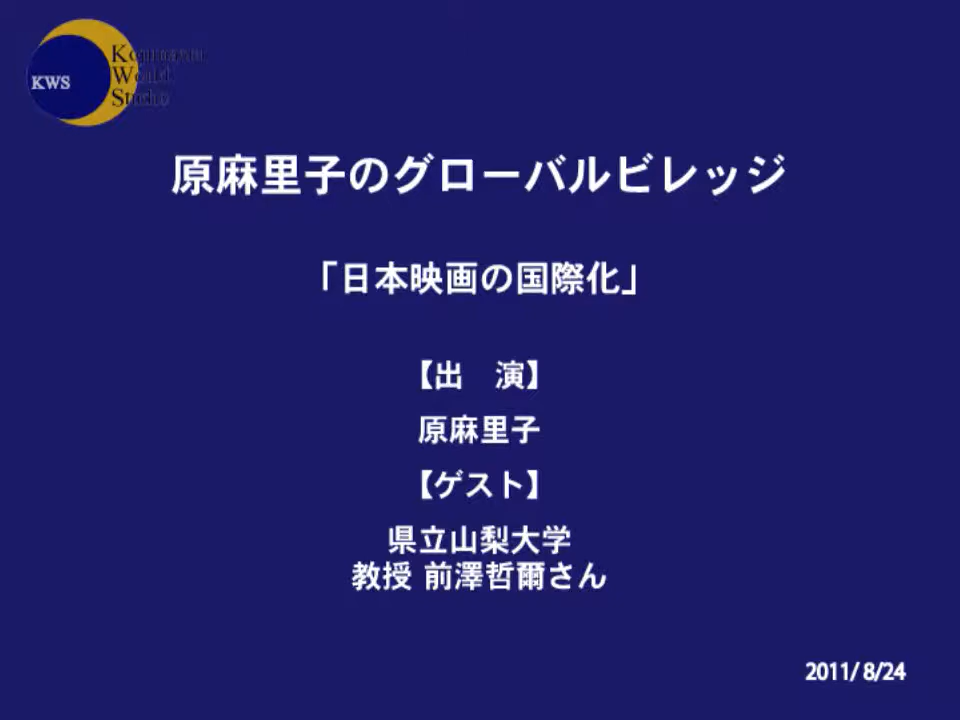 KWS
World
原麻里子のグローバルビレッジ
「日本映画の国際化」
【出　演】
原麻里子
【ゲスト】
県立山梨大学
教授 前澤哲爾さん
2011/ 8/24